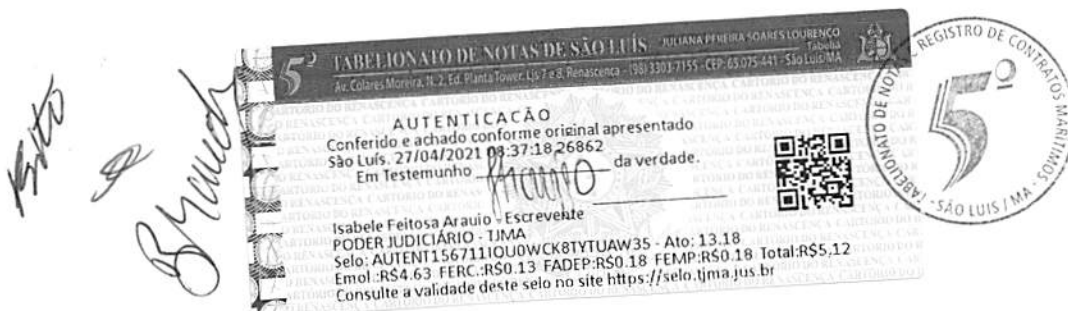 5º TABELIONATO DE NOTAS DE SÃO LUÍS JULIANA PEREIRA SOARES LOURENÇO
Tabeliã
Av. Colares Moreira, N. 2, Ed. Planta Tower, Ljs 7 e 8, Renascença - (98) 3303-7155 - CEP: 65.075-441 - São Luís/MA
AUTENTICAÇÃO
Conferido e achado conforme original apresentado
São Luís. 27/04/2021 08:37:18 26862
Em Testemunho da verdade.
Isabele Feitosa Araujo - Escrevente
PODER JUDICIÁRIO - TJMA
Selo: AUTENT156711IQU0WCK8TYTUAW35 - Ato: 13.18
Emol.:R$4.63 FERC.:R$0.13 FADEP:R$0.18 FEMP:R$0.18 Total:R$5,12
Consulte a validade deste selo no site https://selo.tjma.jus.br
TABELIONATO DE NOTAS E REGISTRO DE CONTRATOS MARÍTIMOS
5º
- SÃO LUIS / MA -